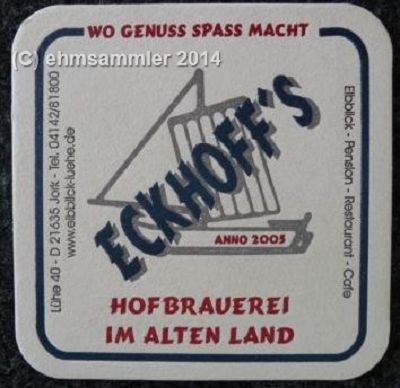 WO GENUSS SPASS MACHT
(C) ehmsammler 2014
Lühe 40 - D 21635 Jork - Tel. 04142/81800
www.elbblick-luehe.de
ECKHOFF'S
ANNO 2005
Elbblick - Pension - Restaurant - Cafe
HOFBRAUEREI
IM ALTEN LAND